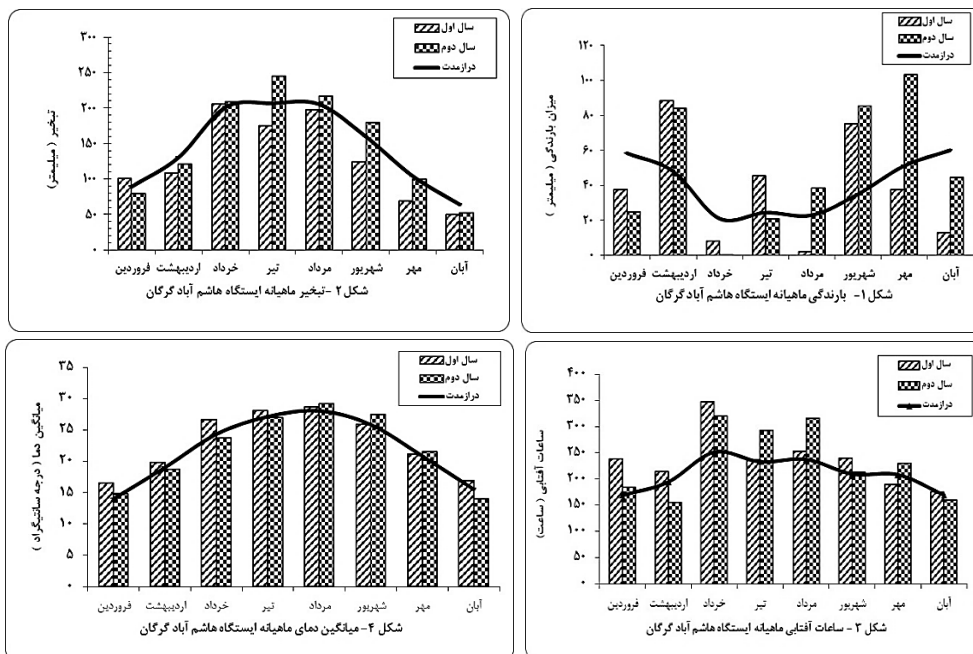 سال اول
سال دوم
درازمدت
میزان بارندگی (میلیمتر)
۱۲۰
۱۰۰
۸۰
۶۰
۴۰
۲۰
۰
فروردین اردیبهشت خرداد تیر مرداد شهریور مهر آبان
شکل ۱- بارندگی ماهیانه ایستگاه هاشم آباد گرگان
سال اول
سال دوم
درازمدت
تبخیر (میلیمتر)
۳۰۰
۲۵۰
۲۰۰
۱۵۰
۱۰۰
۵۰
۰
فروردین اردیبهشت خرداد تیر مرداد شهریور مهر آبان
شکل ۲- تبخیر ماهیانه ایستگاه هاشم آباد گرگان
سال اول
سال دوم
درازمدت
ساعات آفتابی (ساعت)
۴۰۰
۳۵۰
۳۰۰
۲۵۰
۲۰۰
۱۵۰
۱۰۰
۵۰
۰
فروردین اردیبهشت خرداد تیر مرداد شهریور مهر آبان
شکل ۳- ساعات آفتابی ماهیانه ایستگاه هاشم آباد گرگان
سال اول
سال دوم
درازمدت
میانگین دما (درجه سانتیگراد)
۳۵
۳۰
۲۵
۲۰
۱۵
۱۰
۵
۰
فروردین اردیبهشت خرداد تیر مرداد شهریور مهر آبان
شکل ۴- میانگین دمای ماهیانه ایستگاه هاشم آباد گرگان